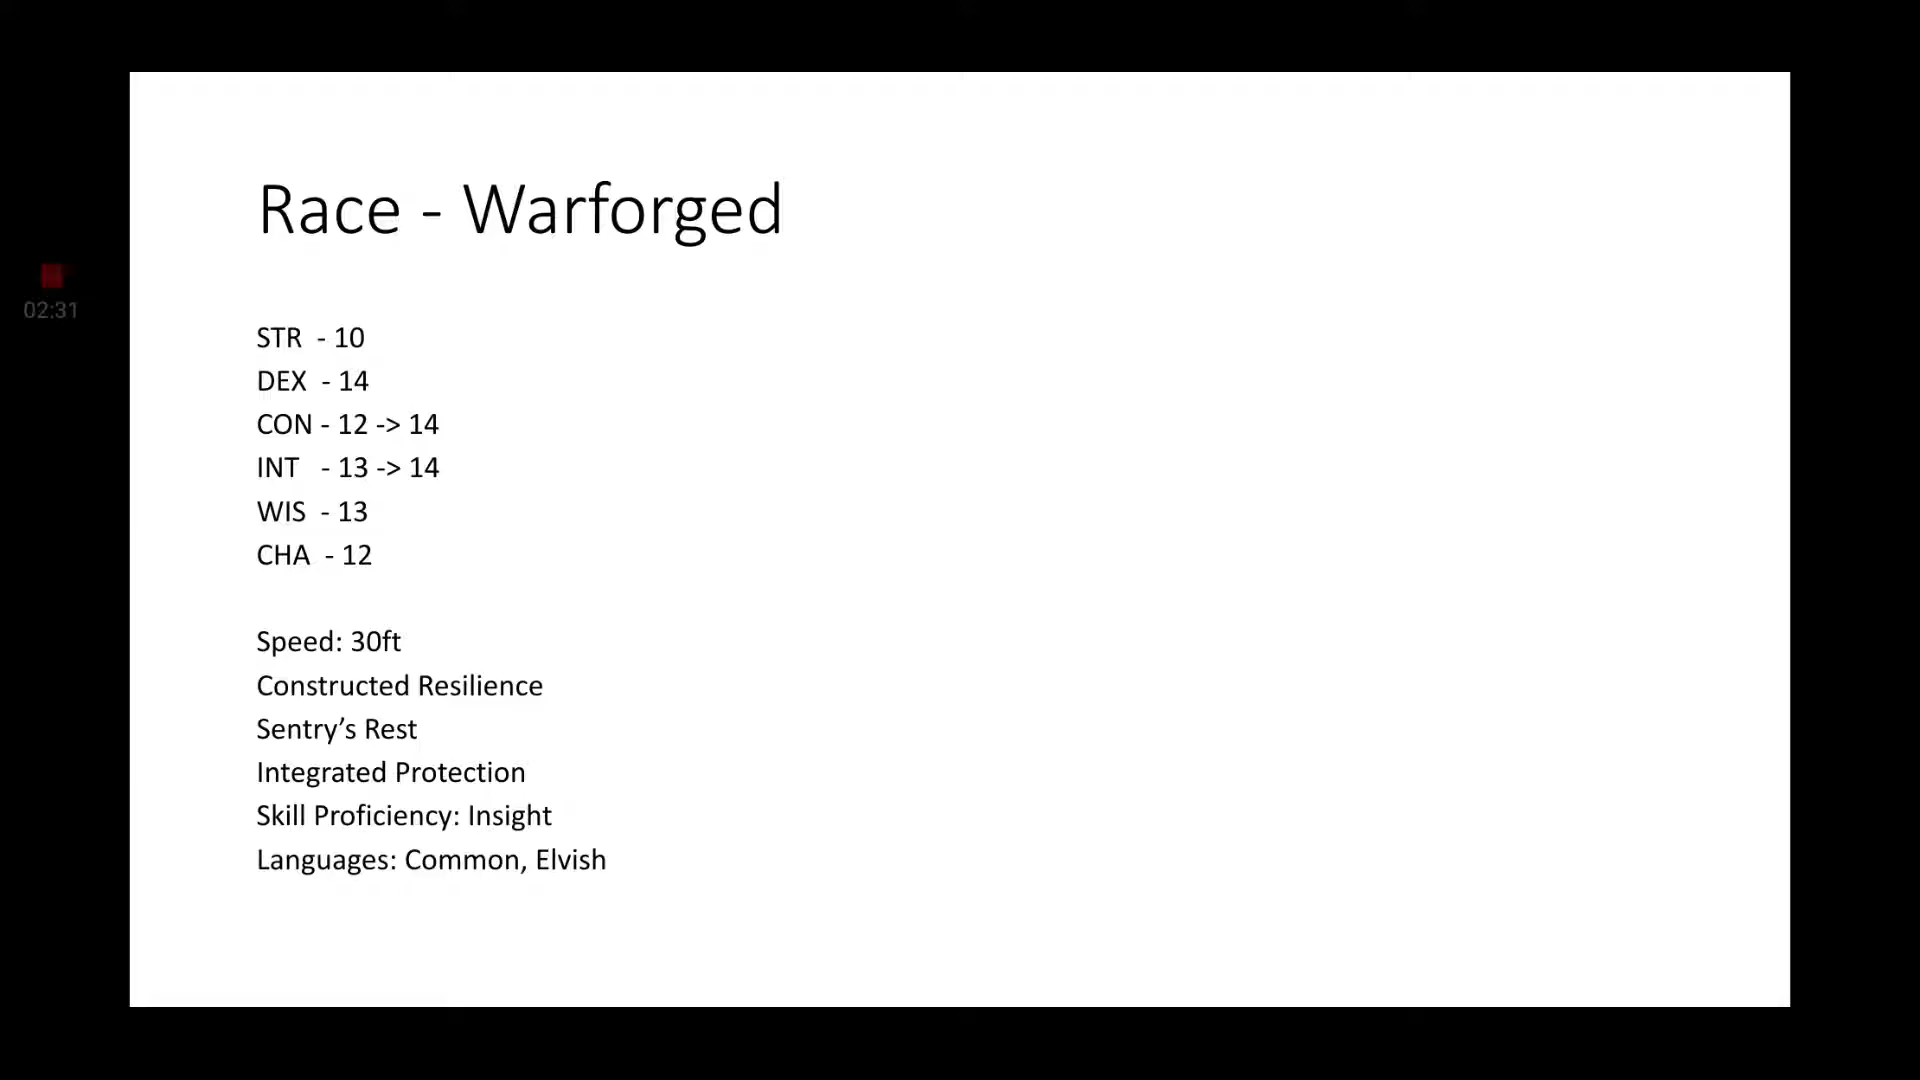 Race - Warforged
02:31
STR - 10
DEX - 14
CON - 12 -> 14
INT - 13 -> 14
WIS - 13
CHA - 12
Speed: 30ft
Constructed Resilience
Sentry’s Rest
Integrated Protection
Skill Proficiency: Insight
Languages: Common, Elvish